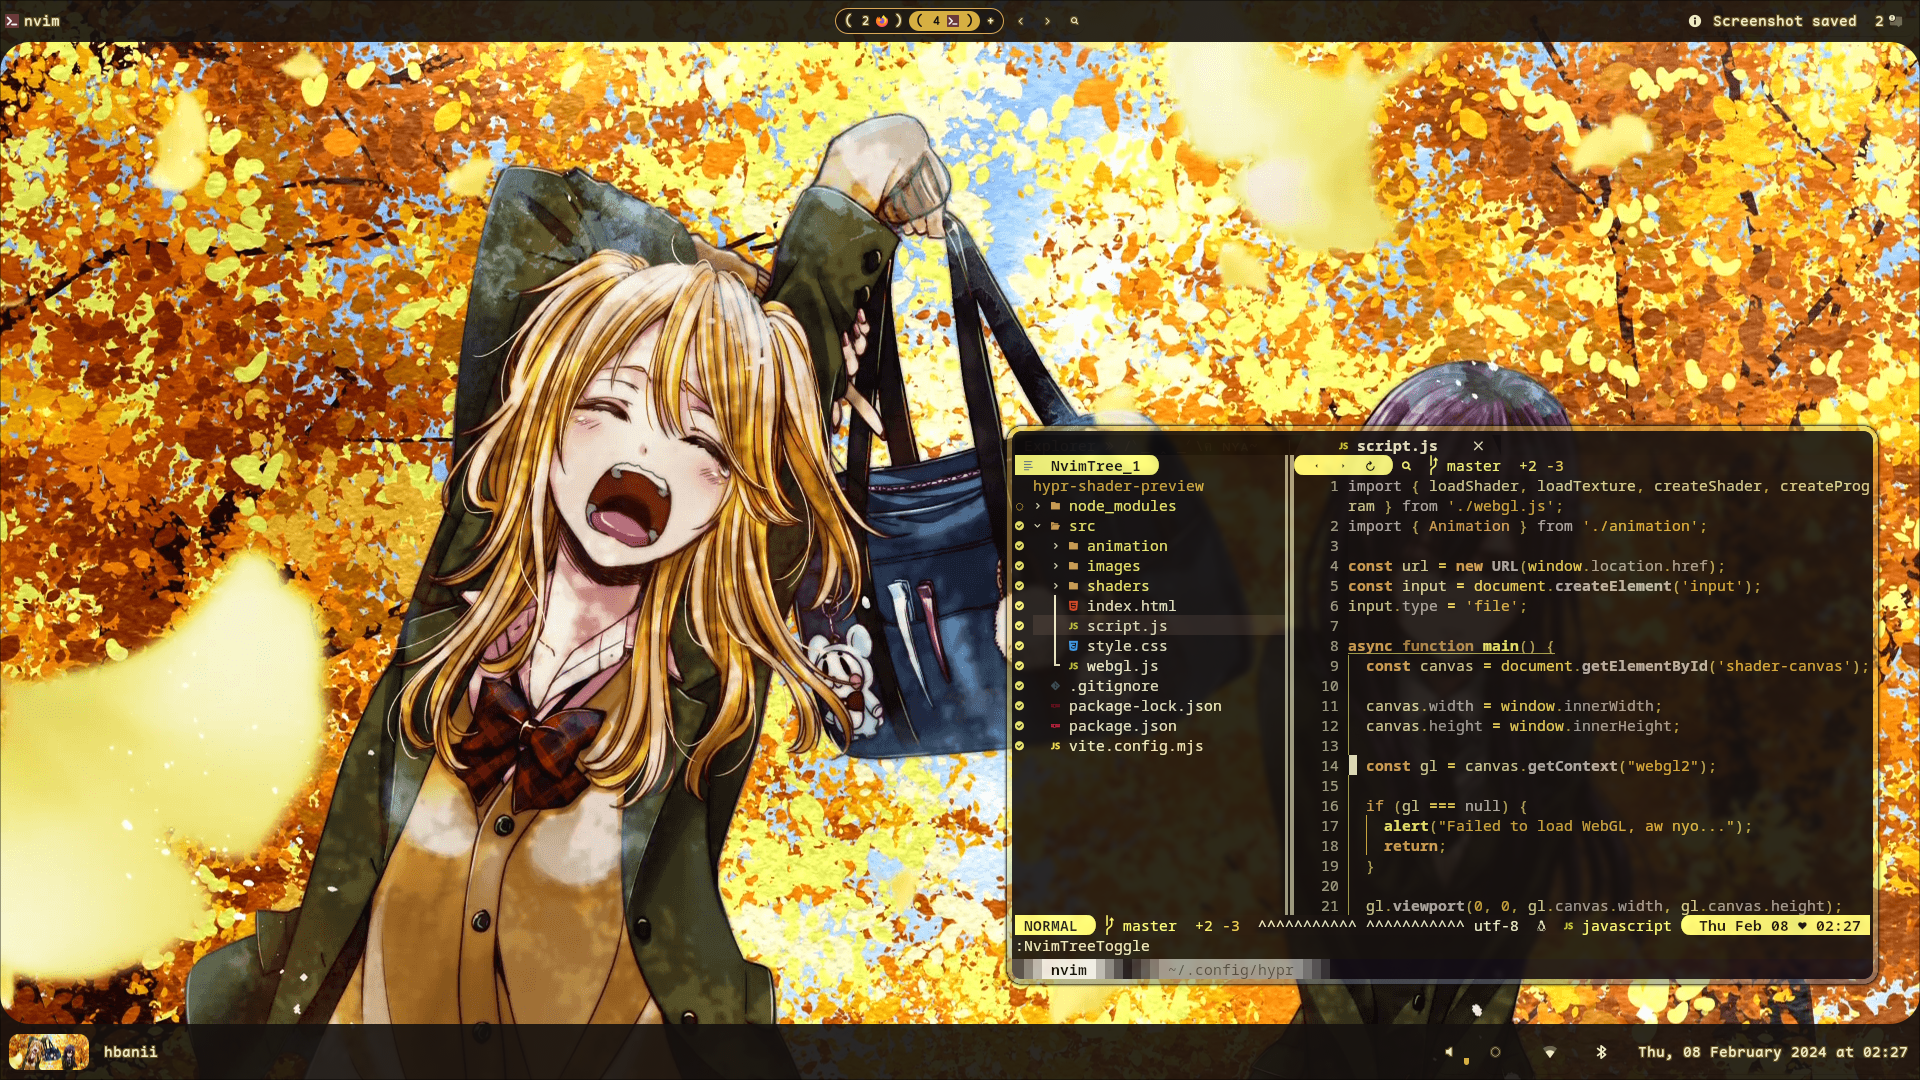 nvim
( 2 ) ( 4 ) +
Screenshot saved 2
script.js
NvimTree_1
master +2 -3
hypr-shader-preview
node_modules
src
animation
images
shaders
index.html
script.js
style.css
webgl.js
.gitignore
package-lock.json
package.json
vite.config.mjs
1 import { loadShader, loadTexture, createShader, createProg
ram } from './webgl.js';
2 import { Animation } from './animation';
3
4 const url = new URL(window.location.href);
5 const input = document.createElement('input');
6 input.type = 'file';
7
8 async function main() {
9 const canvas = document.getElementById('shader-canvas');
10
11 canvas.width = window.innerWidth;
12 canvas.height = window.innerHeight;
13
14 const gl = canvas.getContext("webgl2");
15
16 if (gl === null) {
17 alert("Failed to load WebGL, aw nyo...");
18 return;
19 }
20
21 gl.viewport(0, 0, gl.canvas.width, gl.canvas.height);
NORMAL master +2 -3 ^^^^^^^^^^^ ^^^^^^^^^^^ utf-8 JS javascript Thu Feb 08 ♥ 02:27
:NvimTreeToggle
nvim ~/.config/hypr
hbanii
Thu, 08 February 2024 at 02:27